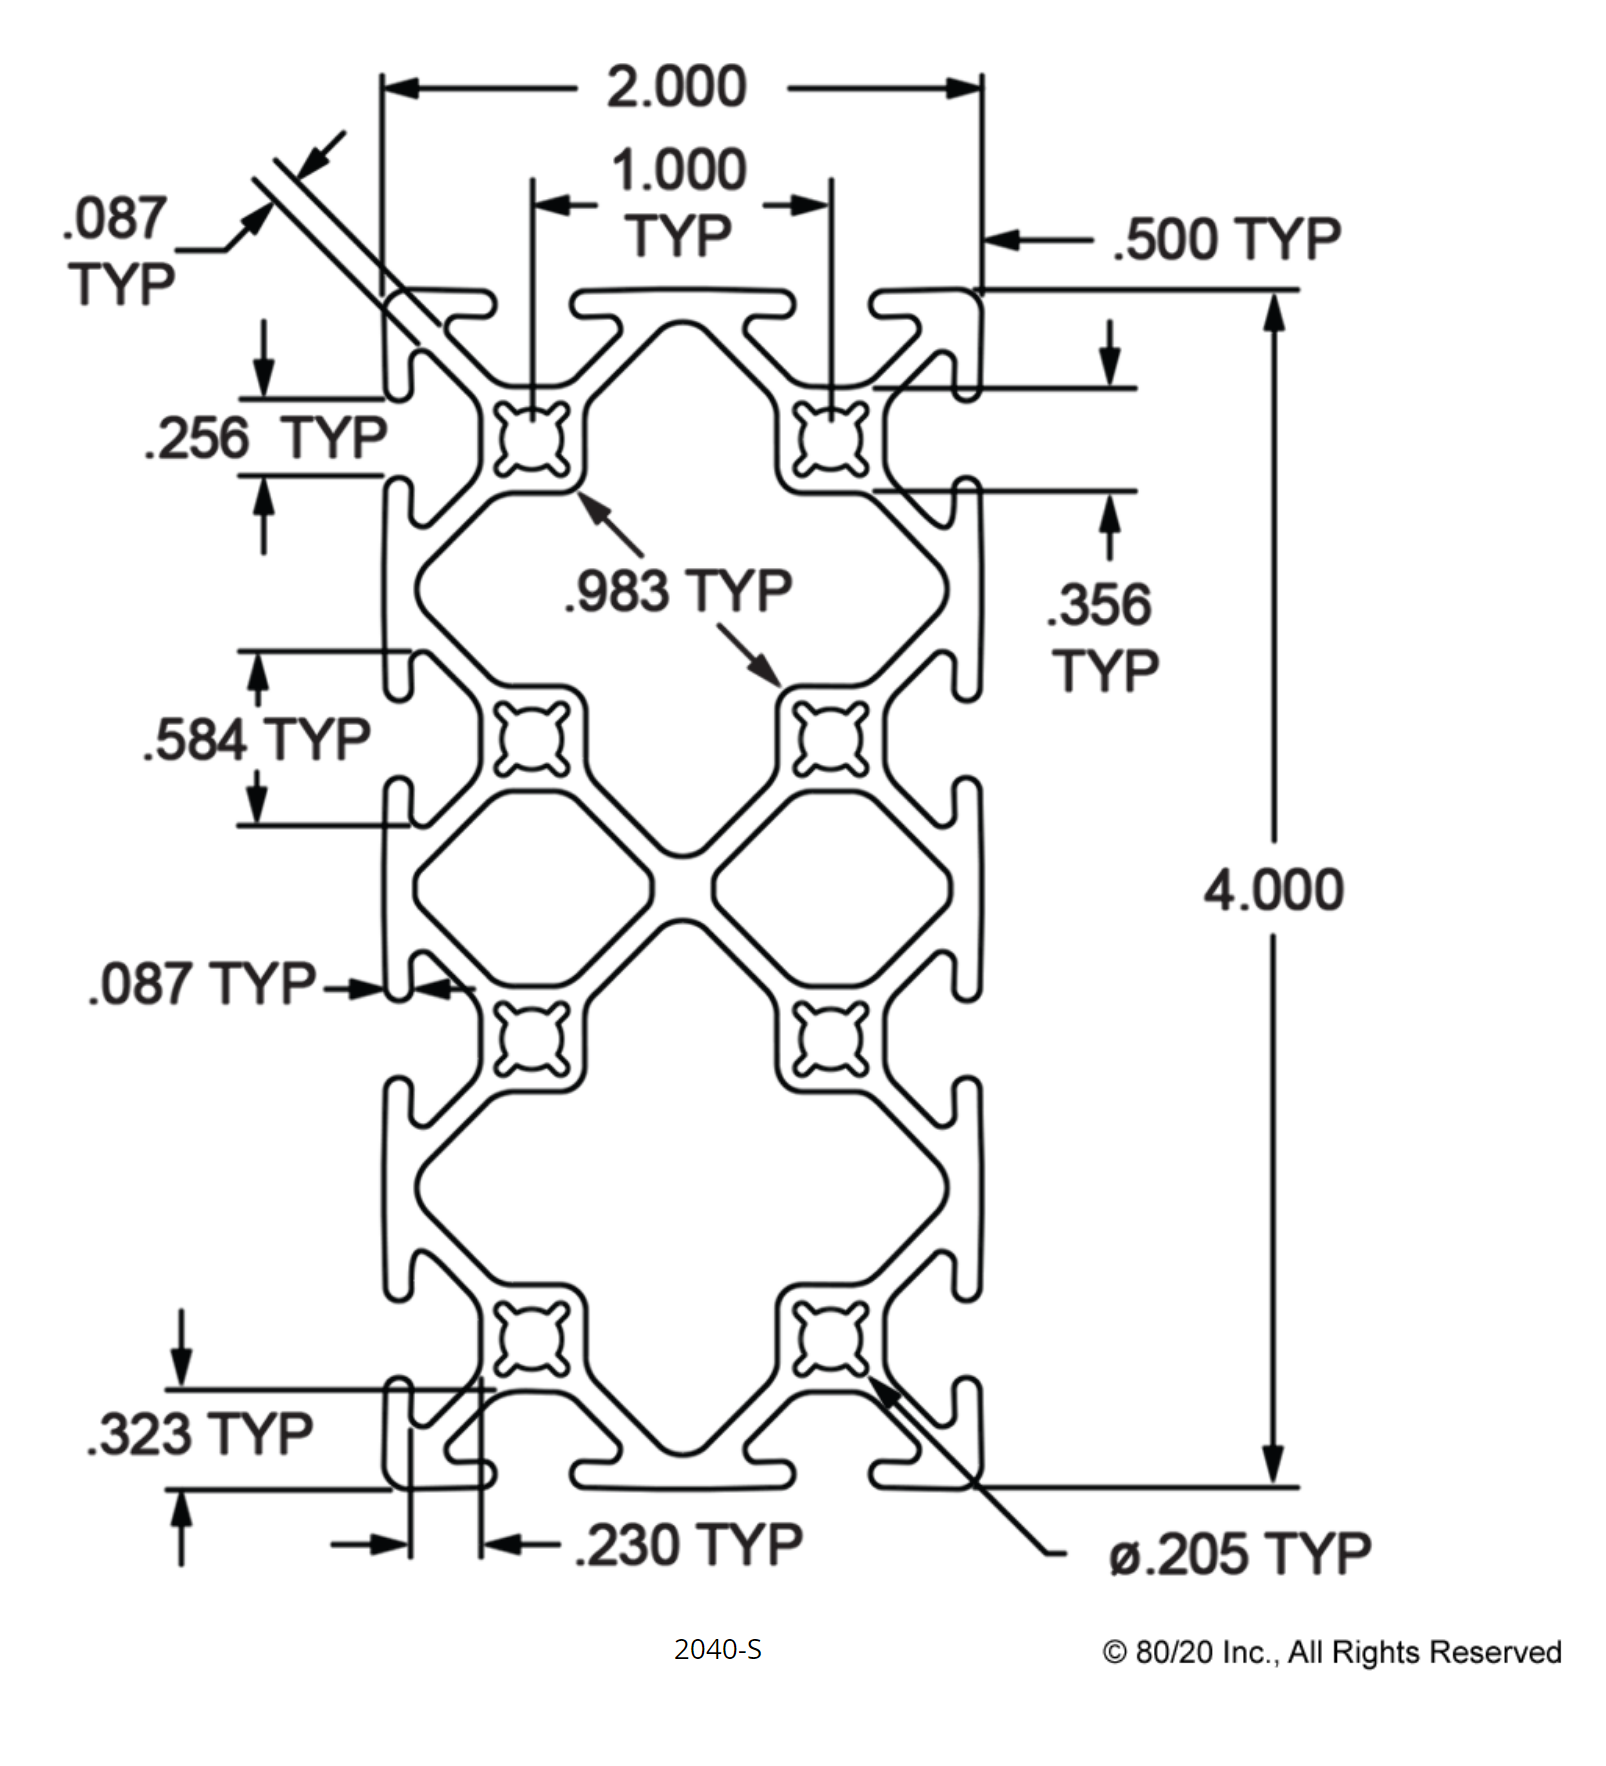 2.000
1.000
TYP
.087
TYP
.500 TYP
.256 TYP
.983 TYP
.356
TYP
.584 TYP
4.000
.087 TYP
.323 TYP
.230 TYP
ø.205 TYP
2040-S
© 80/20 Inc., All Rights Reserved